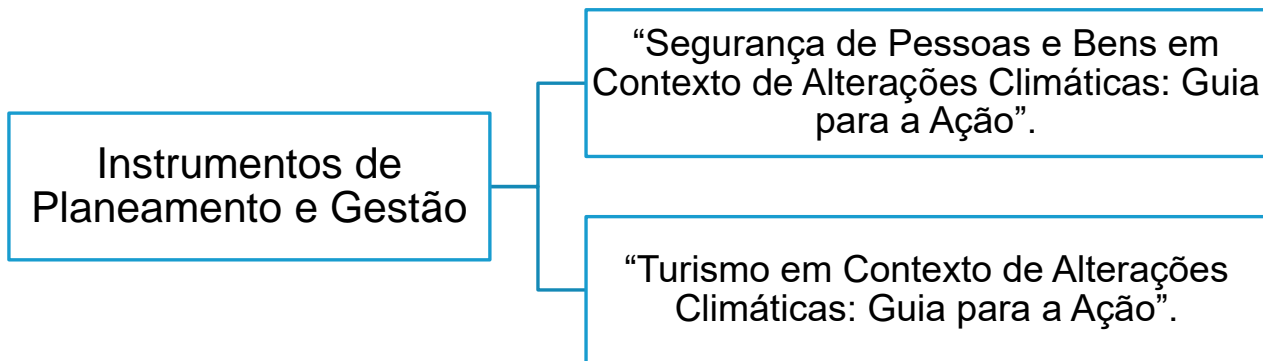 “Segurança de Pessoas e Bens em
Contexto de Alterações Climáticas: Guia
para a Ação”.
Instrumentos de
Planeamento e Gestão
“Turismo em Contexto de Alterações
Climáticas: Guia para a Ação”.